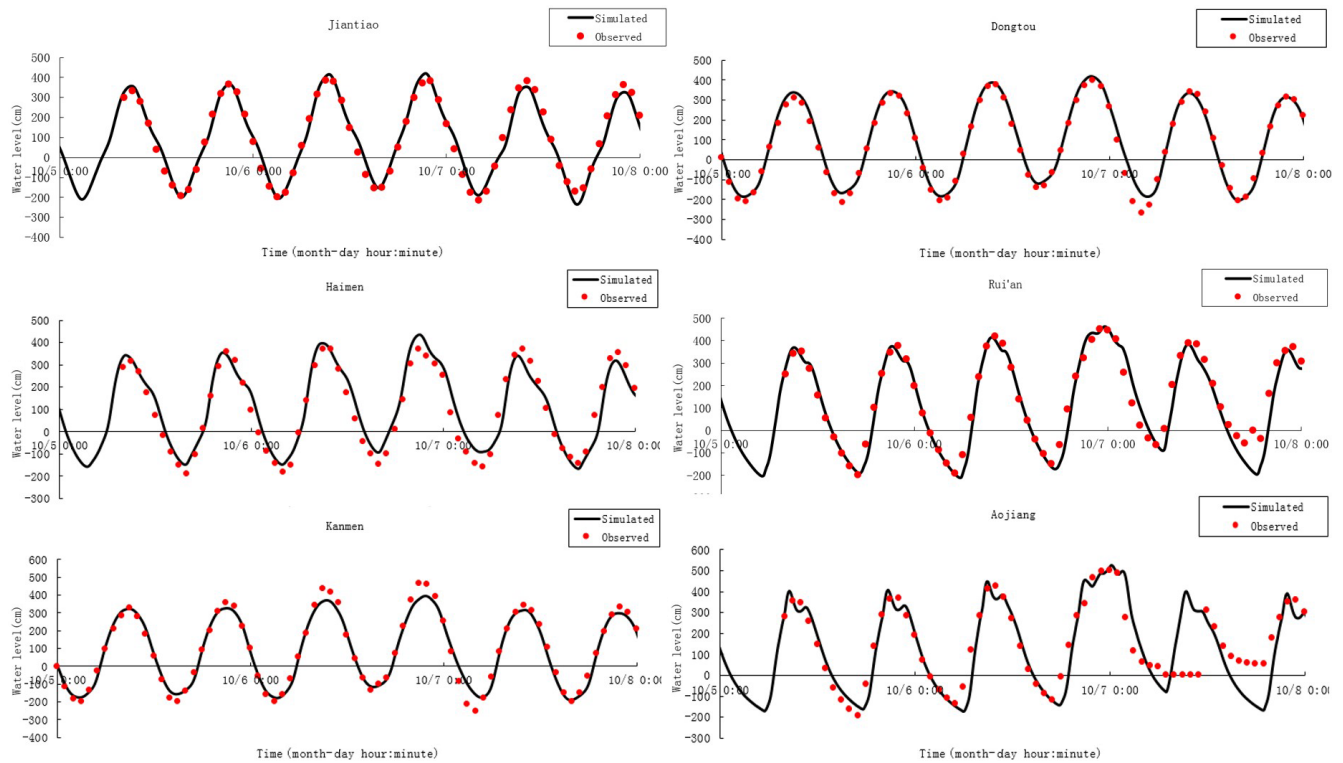 Jiantiao
Simulated
Observed
500
400
300
200
100
0
-100
-200
-300
-400
Water level(cm)
10/5 0:00
10/6 0:00
10/7 0:00
10/8 0:00
Time(month-day hour:minute)
Dongtou
Simulated
Observed
500
400
300
200
100
0
-100
-200
-300
-400
Water level(cm)
10/5 0:00
10/6 0:00
10/7 0:00
10/8 0:00
Time(month-day hour:minute)
Haimen
Simulated
Observed
500
400
300
200
100
0
-100
-200
-300
Water level(cm)
10/5 0:00
10/6 0:00
10/7 0:00
10/8 0:00
Rui'an
Simulated
Observed
500
400
300
200
100
0
-100
-200
Water level(cm)
10/5 0:00
10/6 0:00
10/7 0:00
10/8 0:00
Kanmen
Simulated
Observed
600
500
400
300
200
100
0
-100
-200
-300
-400
Water level(cm)
10/5 0:00
10/6 0:00
10/7 0:00
10/8 0:00
Time(month-day hour:minute)
Aojiang
Simulated
Observed
600
500
400
300
200
100
0
-100
-200
-300
Water level(cm)
10/5 0:00
10/6 0:00
10/7 0:00
10/8 0:00
Time(month-day hour:minute)